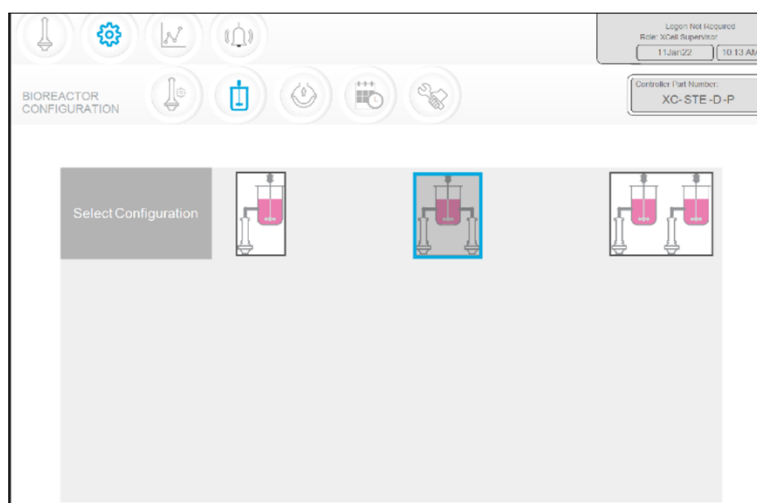 Logon Not Required
Role: XCell Supervisor
11Jan22
10:13 AM
BIOREACTOR
CONFIGURATION
Controller Part Number:
XC-STE-D-P
Select Configuration